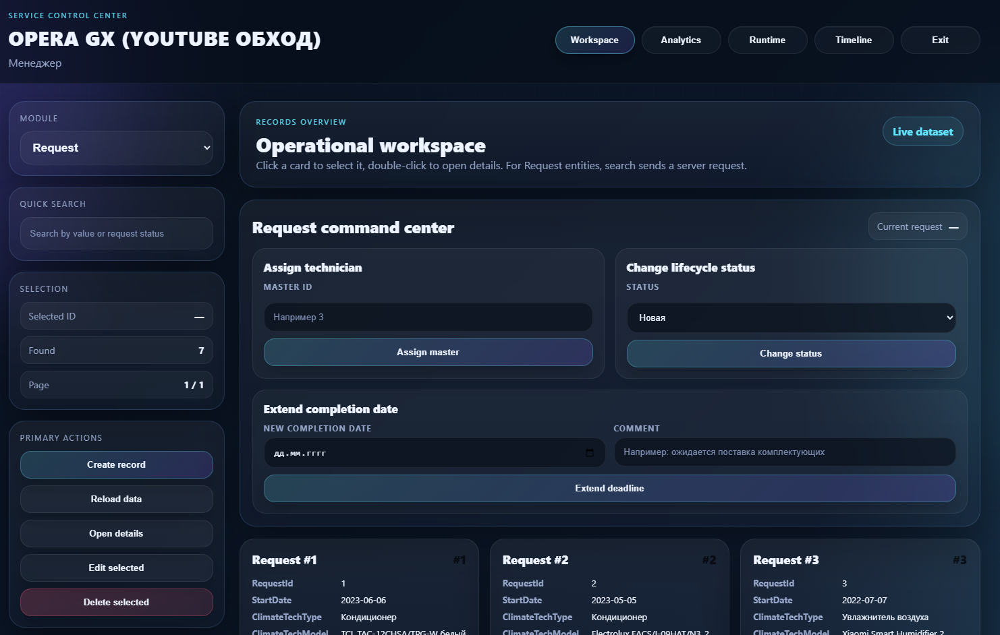 SERVICE CONTROL CENTER
OPERA GX (YOUTUBE ОБХОД)
Менеджер
Workspace
Analytics
Runtime
Timeline
Exit
MODULE
Request
QUICK SEARCH
Search by value or request status
SELECTION
Selected ID —
Found 7
Page 1 / 1
PRIMARY ACTIONS
Create record
Reload data
Open details
Edit selected
Delete selected
RECORDS OVERVIEW
Operational workspace
Click a card to select it, double-click to open details. For Request entities, search sends a server request.
Live dataset
Request command center
Current request —
Assign technician
MASTER ID
Например 3
Assign master
Change lifecycle status
STATUS
Новая
Change status
Extend completion date
NEW COMPLETION DATE
дд.мм.гггг
COMMENT
Например: ожидается поставка комплектующих
Extend deadline
Request #1 #1
RequestId 1
StartDate 2023-06-06
ClimateTechType Кондиционер
ClimateTechModel TCL TAC-12CHSA/TPG-W белый
Request #2 #2
RequestId 2
StartDate 2023-05-05
ClimateTechType Кондиционер
ClimateTechModel Electrolux EACS/I-09HAT/N3_2
Request #3 #3
RequestId 3
StartDate 2022-07-07
ClimateTechType Увлажнитель воздуха
ClimateTechModel Xiaomi Smart Humidifier 2